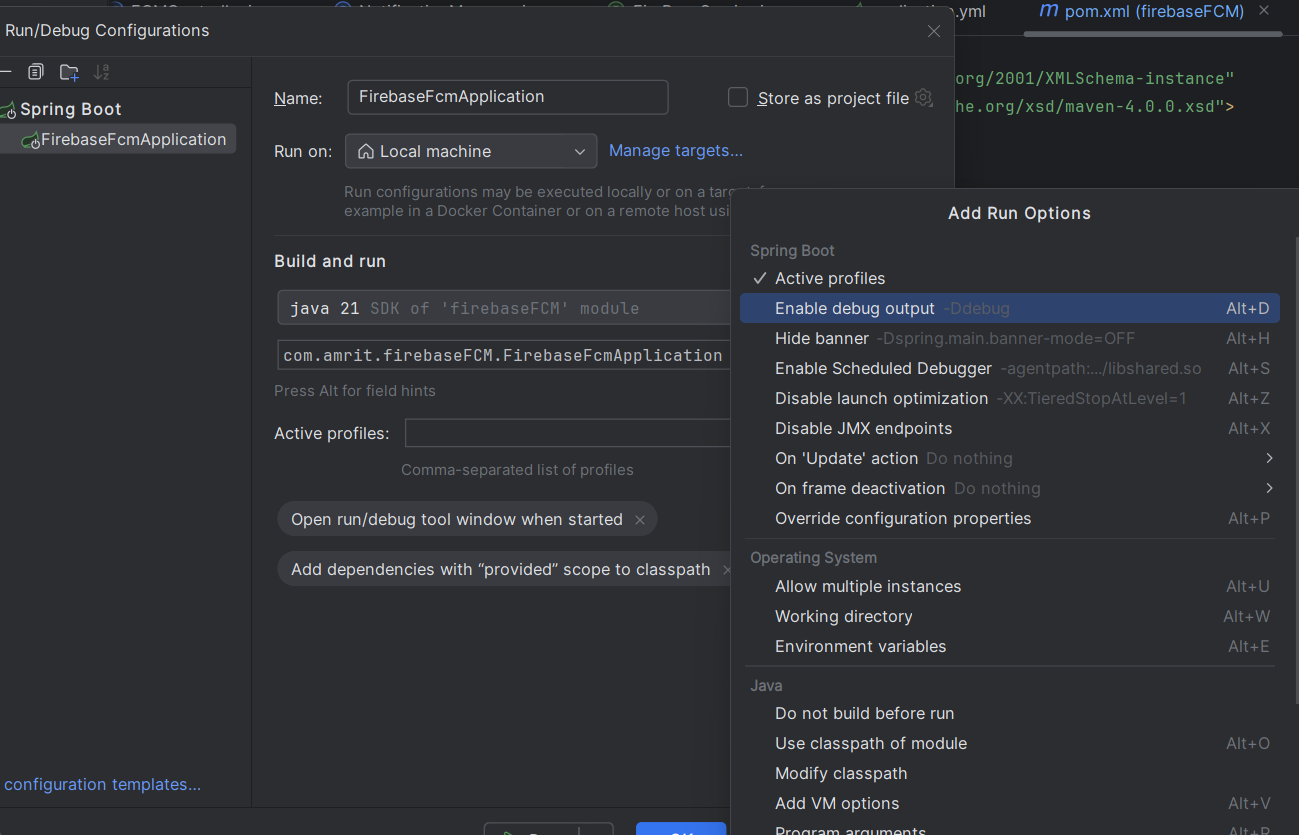 .yml
pom.xml (firebaseFCM)
Run/Debug Configurations
org/2001/XMLSchema-instance"
he.org/xsd/maven-4.0.0.xsd">
Spring Boot
FirebaseFcmApplication
Name:
FirebaseFcmApplication
Store as project file
Run on:
Local machine
Manage targets...
Run configurations may be executed locally or on a
example in a Docker Container or on a remote host
Build and run
java 21 SDK of 'firebaseFCM' module
com.amrit.firebaseFCM.FirebaseFcmApplication
Press Alt for field hints
Active profiles:
Comma-separated list of profiles
Open run/debug tool window when started
Add dependencies with “provided” scope to classpath
configuration templates...
Add Run Options
Spring Boot
Active profiles
Enable debug output -Ddebug Alt+D
Hide banner -Dspring.main.banner-mode=OFF Alt+H
Enable Scheduled Debugger -agentpath:.../libshared.so Alt+S
Disable launch optimization -XX:TieredStopAtLevel=1 Alt+Z
Disable JMX endpoints Alt+X
On 'Update' action Do nothing
On frame deactivation Do nothing
Override configuration properties Alt+P
Operating System
Allow multiple instances Alt+U
Working directory Alt+W
Environment variables Alt+E
Java
Do not build before run
Use classpath of module Alt+O
Modify classpath
Add VM options Alt+V
Program arguments Alt+R